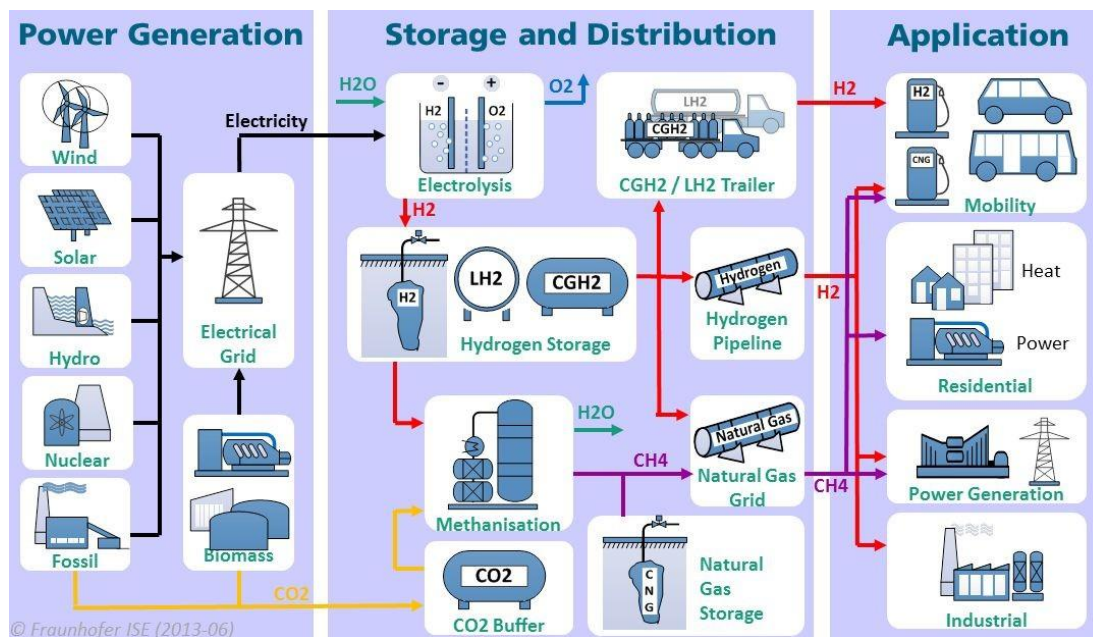 Power Generation
Wind
Solar
Hydro
Nuclear
Fossil
Electricity
Electrical
Grid
Biomass
CO2
© Fraunhofer ISE (2013-06)
Storage and Distribution
H2O
-
+
O2
H2
O2
Electrolysis
LH2
CGH2
CGH2 / LH2 Trailer
H2
H2
LH2
CGH2
Hydrogen Storage
Hydrogen
Hydrogen
Pipeline
H2O
Methanisation
CH4
Natural Gas
Natural Gas
Grid
CO2
CO2 Buffer
C
N
G
Natural
Gas
Storage
Application
H2
H2
CNG
Mobility
H2
Heat
Power
Residential
CH4
Power Generation
Industrial